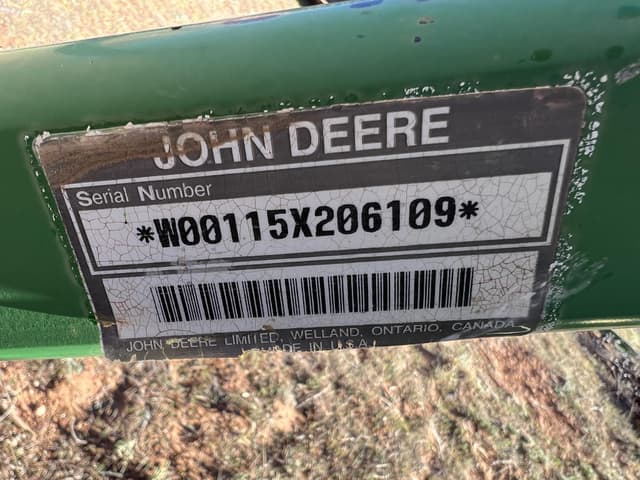 JOHN DEERE
Serial Number
*W00115X206109*
JOHN DEERE LIMITED, WELLAND, ONTARIO, CANADA
MADE IN U.S.A.